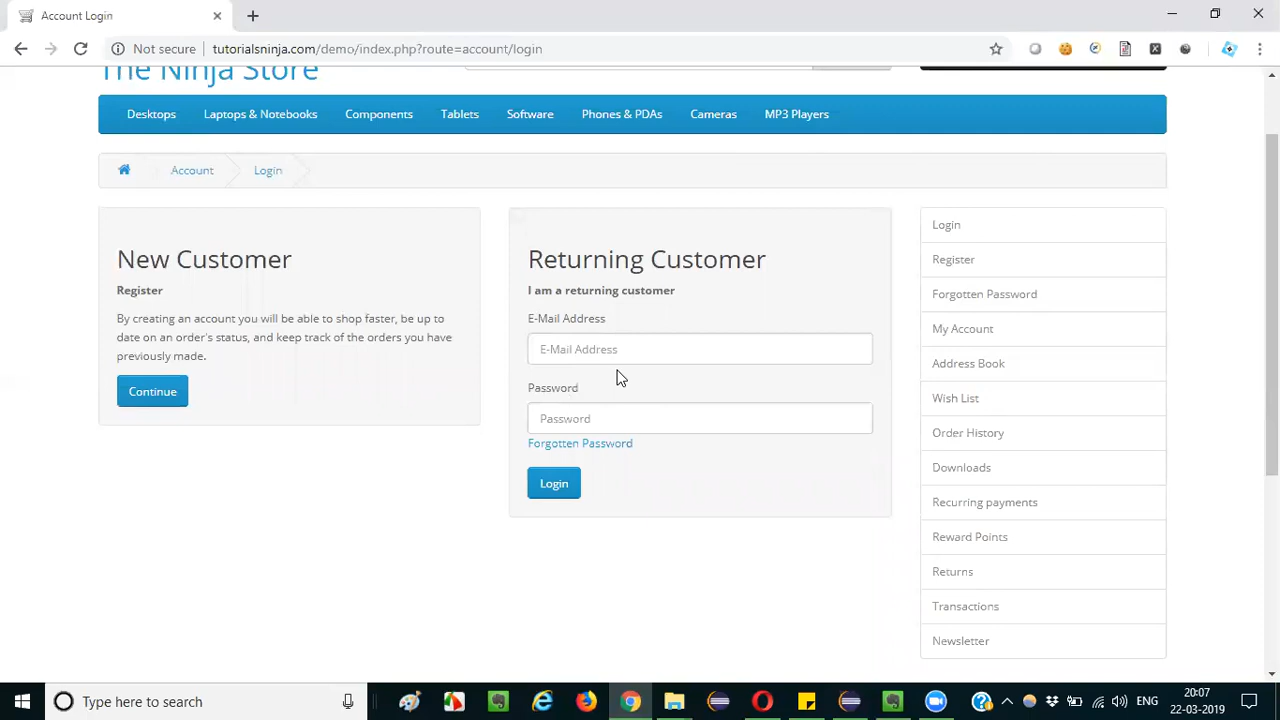 Account Login
Not secure
tutorialsninja.com/demo/index.php?route=account/login
The Ninja Store
Desktops
Laptops & Notebooks
Components
Tablets
Software
Phones & PDAs
Cameras
MP3 Players
Account
Login
New Customer
Register
By creating an account you will be able to shop faster, be up
date on an order's status, and keep track of the orders you have
previously made.
Continue
Returning Customer
I am a returning customer
E-Mail Address
E-Mail Address
Password
Password
Forgotten Password
Login
Login
Register
Forgotten Password
My Account
Address Book
Wish List
Order History
Downloads
Recurring payments
Reward Points
Returns
Transactions
Newsletter
Type here to search
ENG
20:07
22-03-2019